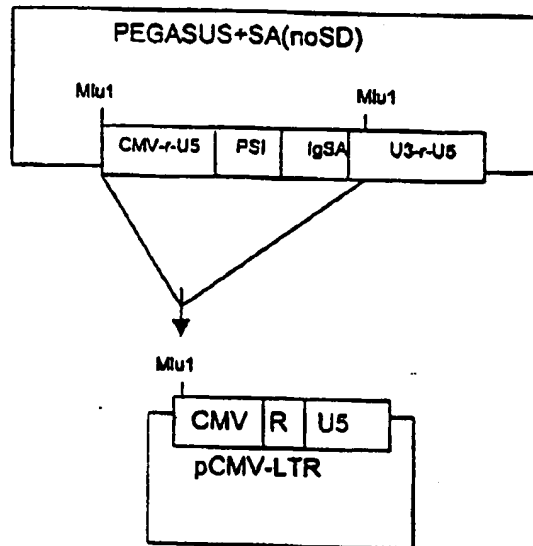 PEGASUS+SA(noSD)
Mlu1 Mlu1
CMV-r-U5 PSI IgSA U3-r-U5
Mlu1
CMV R U5
pCMV-LTR